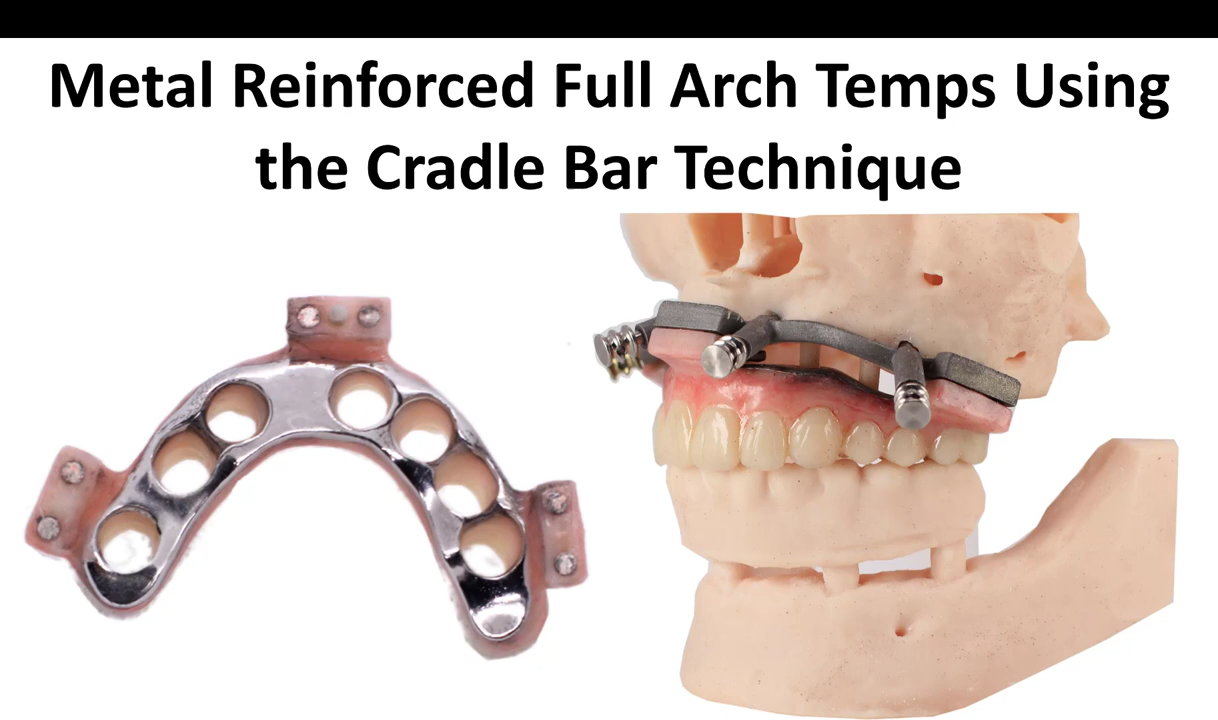 Metal Reinforced Full Arch Temps Using
the Cradle Bar Technique